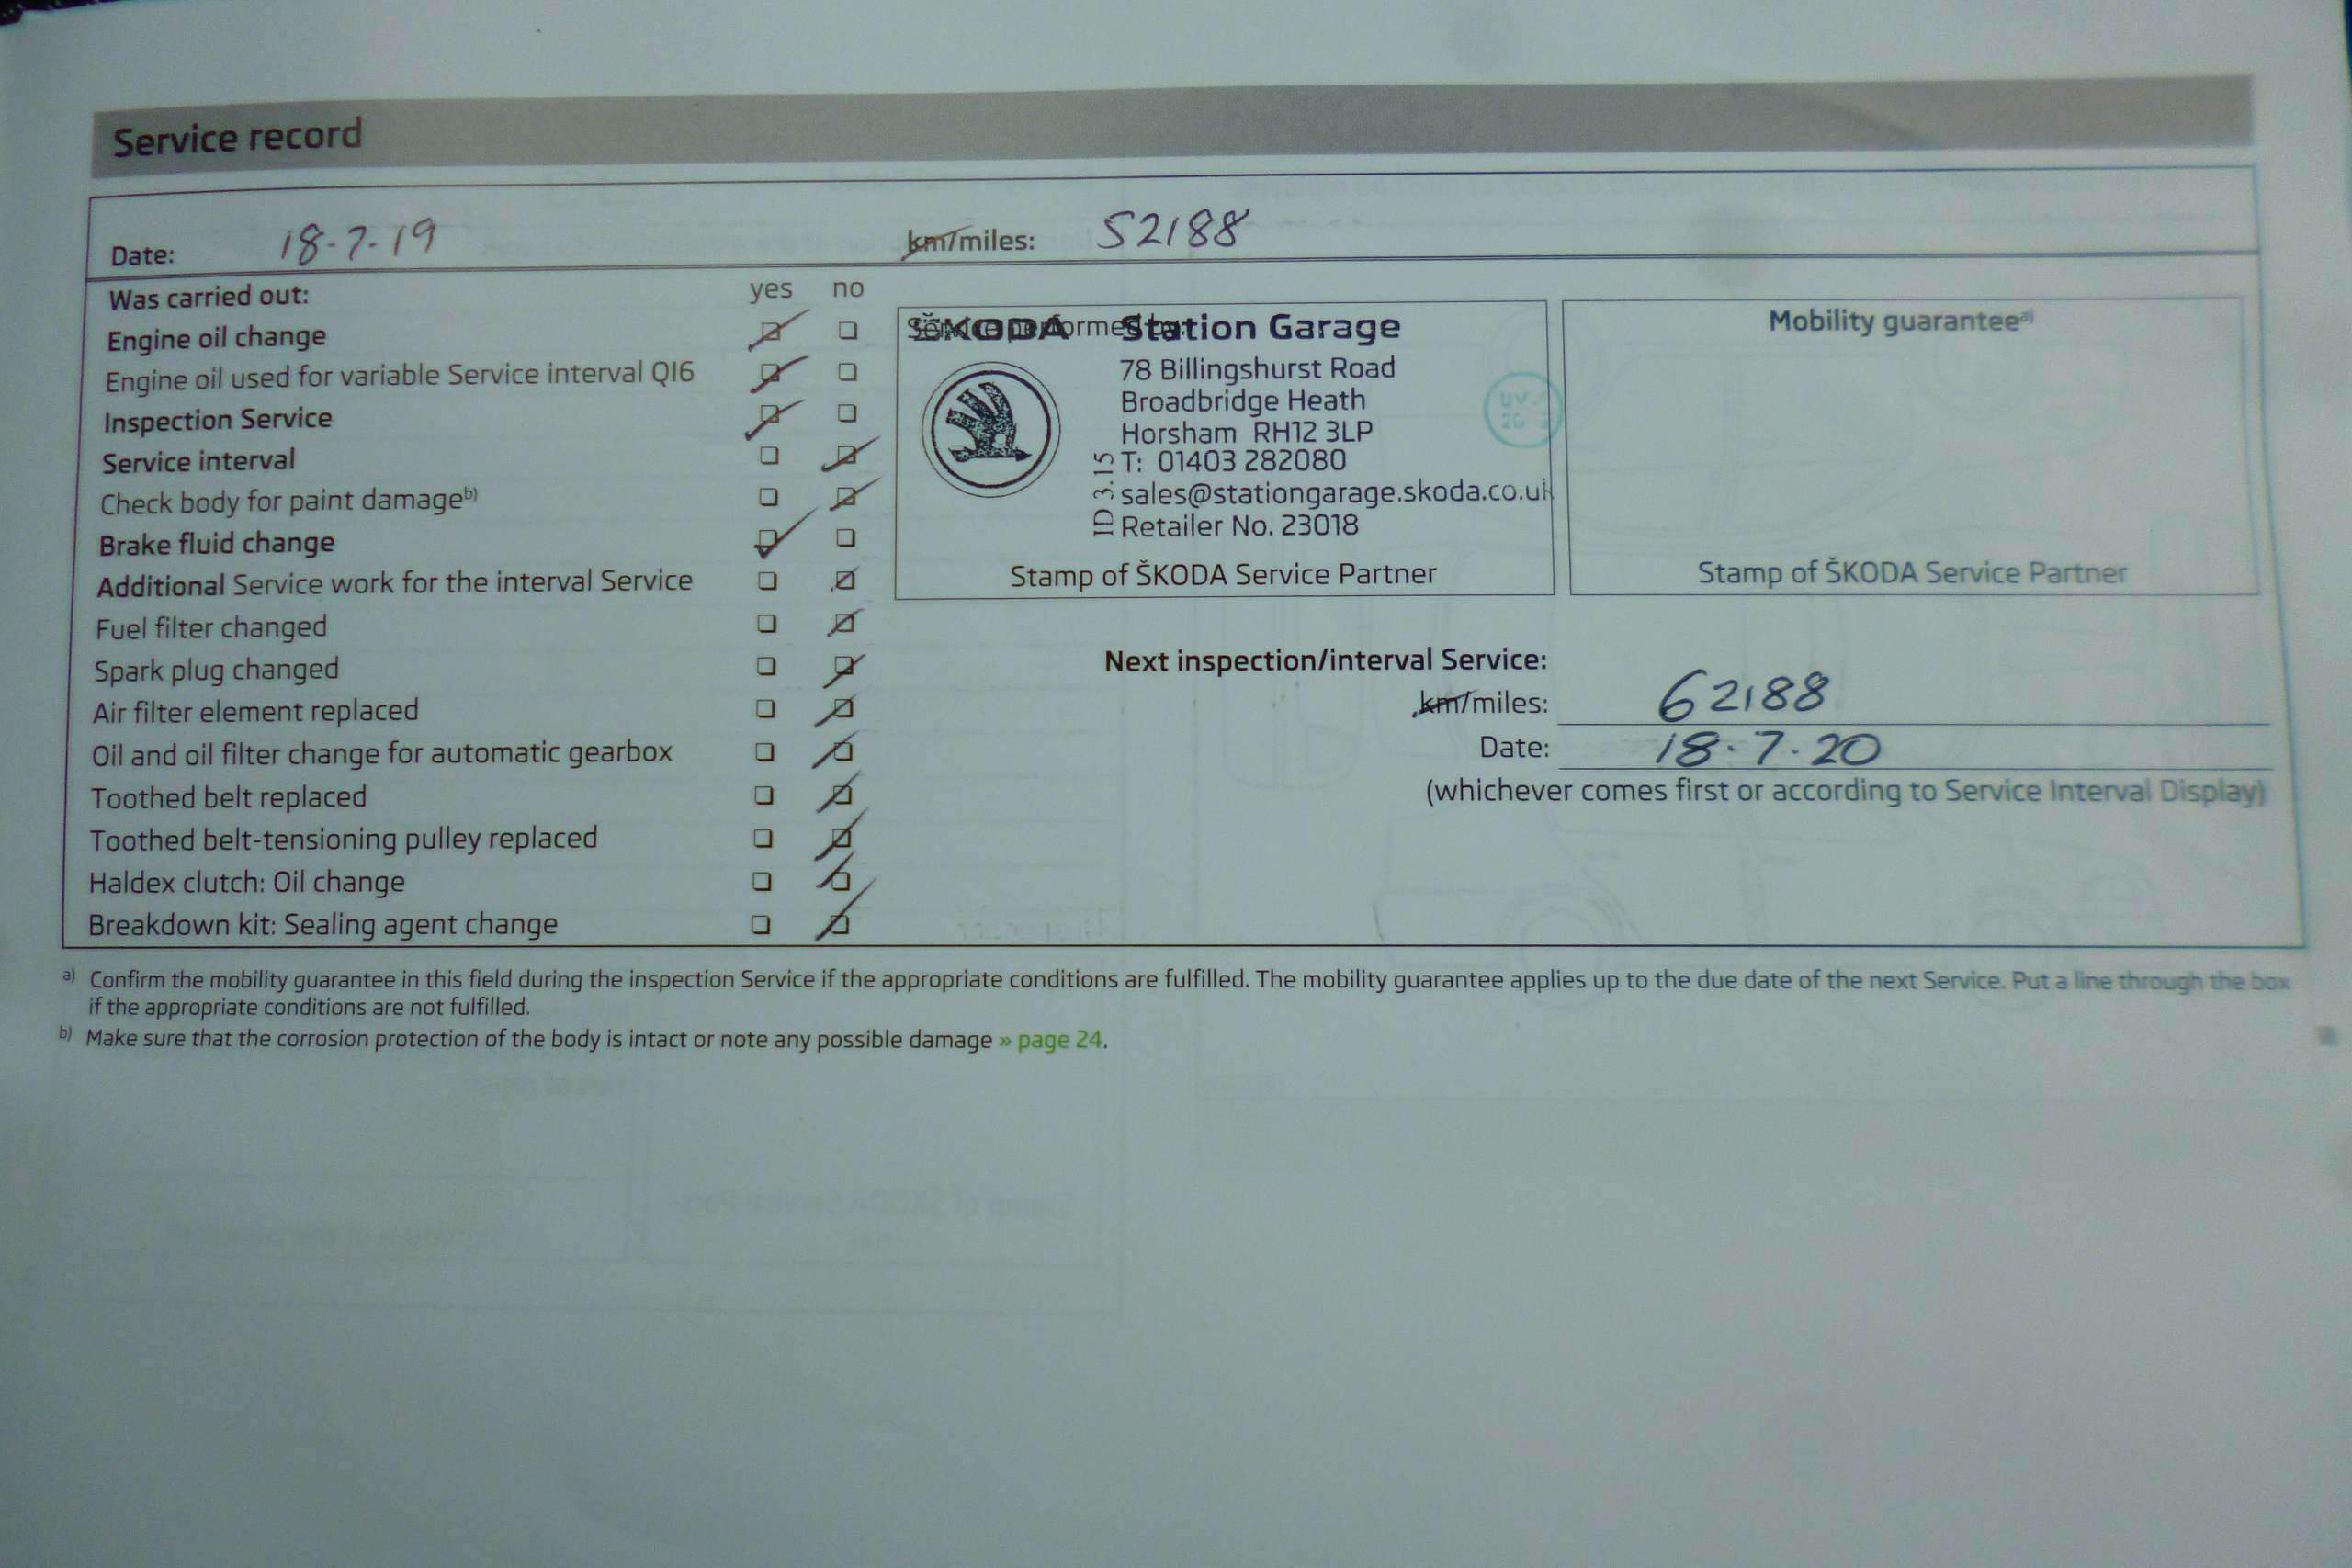 Service record
Date: 18-7-19 km/miles: 52188
Was carried out: yes no
Engine oil change
Engine oil used for variable Service interval QI6
Inspection Service
Service interval
Check body for paint damage b)
Brake fluid change
Additional Service work for the interval Service
Fuel filter changed
Spark plug changed
Air filter element replaced
Oil and oil filter change for automatic gearbox
Toothed belt replaced
Toothed belt-tensioning pulley replaced
Haldex clutch: Oil change
Breakdown kit: Sealing agent change
Service performed by:
ŠKODA Station Garage
78 Billingshurst Road
Broadbridge Heath
Horsham RH12 3LP
T: 01403 282080
sales@stationgarage.skoda.co.uk
Retailer No. 23018
ID 3.15
Stamp of ŠKODA Service Partner
Mobility guarantee a)
Stamp of ŠKODA Service Partner
Next inspection/interval Service:
km/miles: 62188
Date: 18.7.20
(whichever comes first or according to Service Interval Display)
a) Confirm the mobility guarantee in this field during the inspection Service if the appropriate conditions are fulfilled. The mobility guarantee applies up to the due date of the next Service. Put a line through the box
if the appropriate conditions are not fulfilled.
b) Make sure that the corrosion protection of the body is intact or note any possible damage » page 24.